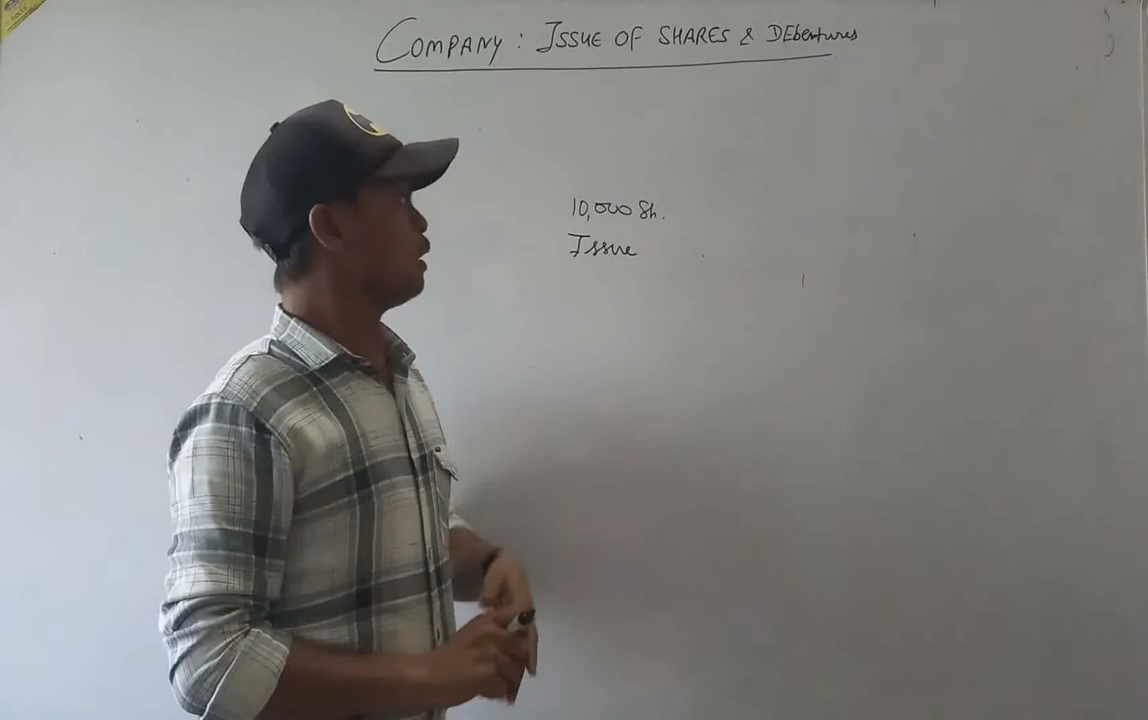 COMPANY : ISSUE OF SHARES & DEbentures
10,000 Sh.
Issue